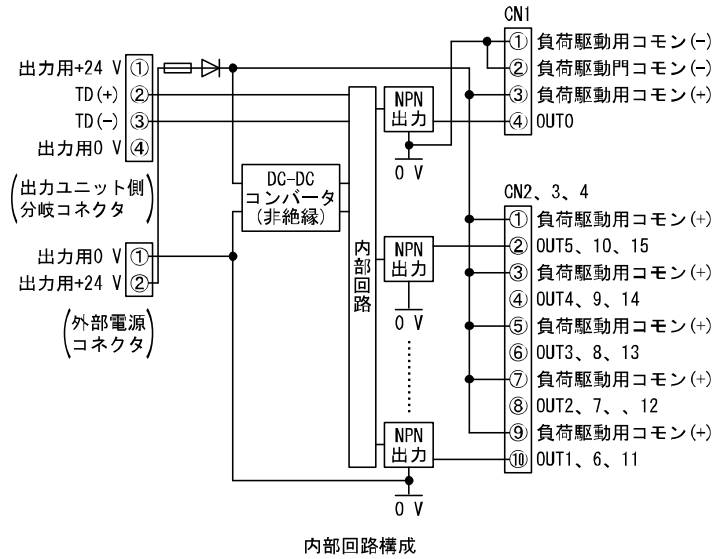 CN1
① 負荷駆動用コモン(-)
② 負荷駆動門コモン(-)
③ 負荷駆動用コモン(+)
④ OUT0
出力用+24 V ①
TD(+) ②
TD(-) ③
出力用0 V ④
(出力ユニット側
分岐コネクタ)
出力用0 V ①
出力用+24 V ②
(外部電源
コネクタ)
DC-DC
コンバータ
(非絶縁)
内部回路
NPN
出力
0 V
NPN
出力
0 V
NPN
出力
0 V
CN2、3、4
① 負荷駆動用コモン(+)
② OUT5、10、15
③ 負荷駆動用コモン(+)
④ OUT4、9、14
⑤ 負荷駆動用コモン(+)
⑥ OUT3、8、13
⑦ 負荷駆動用コモン(+)
⑧ OUT2、7、、12
⑨ 負荷駆動用コモン(+)
⑩ OUT1、6、11
内部回路構成